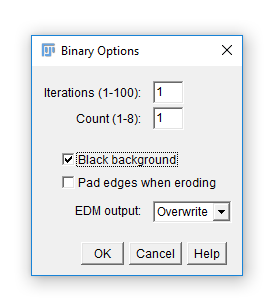 Binary Options
Iterations (1-100): 1
Count (1-8): 1
Black background
Pad edges when eroding
EDM output: Overwrite
OK Cancel Help